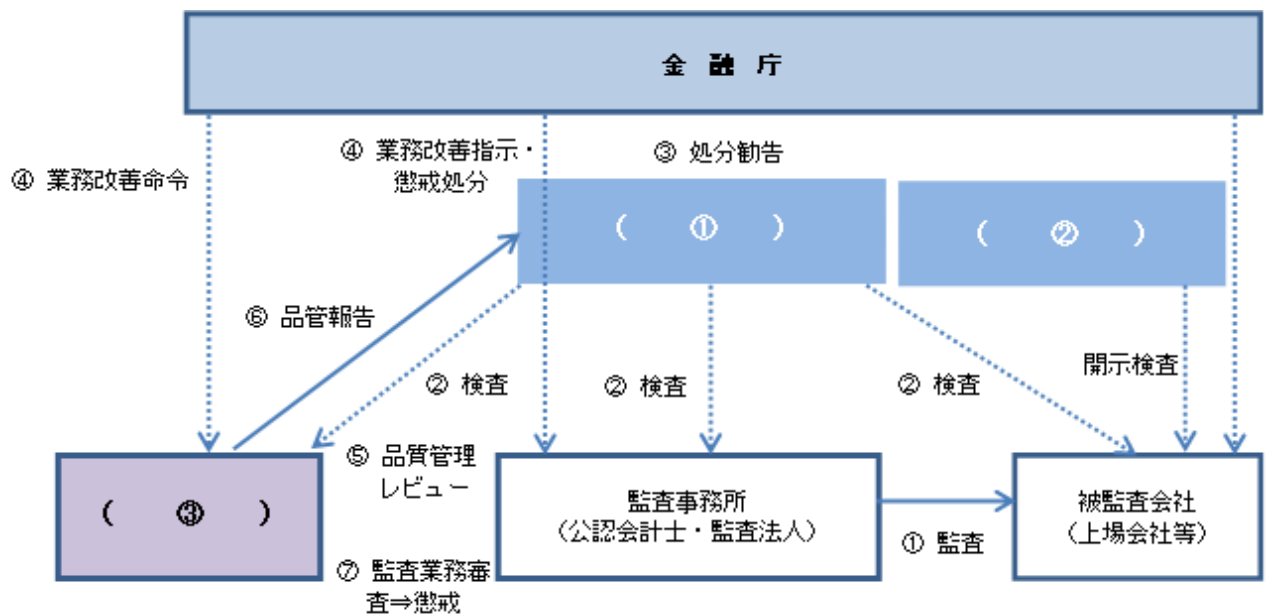 金 融 庁
④ 業務改善指示・
懲戒処分
③ 処分勧告
④ 業務改善命令
( ① )
( ② )
⑥ 品管報告
② 検査
② 検査
② 検査
開示検査
( ③ )
⑤ 品質管理
レビュー
監査事務所
(公認会計士・監査法人)
① 監査
被監査会社
(上場会社等)
⑦ 監査業務審
査⇒懲戒